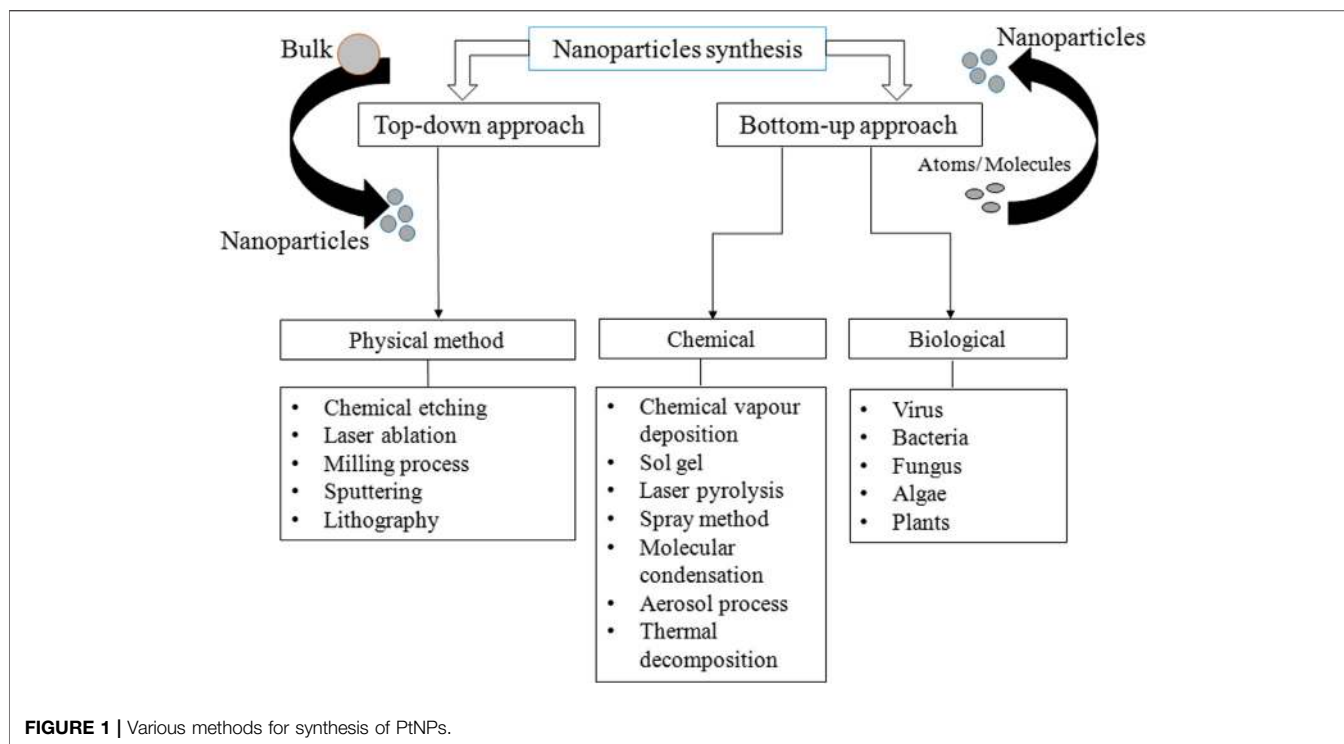 Bulk
Nanoparticles synthesis
Nanoparticles
Top-down approach
Bottom-up approach
Atoms/Molecules
Nanoparticles
Physical method
Chemical
Biological
• Chemical etching
• Laser ablation
• Milling process
• Sputtering
• Lithography
• Chemical vapour
deposition
• Sol gel
• Laser pyrolysis
• Spray method
• Molecular
condensation
• Aerosol process
• Thermal
decomposition
• Virus
• Bacteria
• Fungus
• Algae
• Plants
FIGURE 1 | Various methods for synthesis of PtNPs.